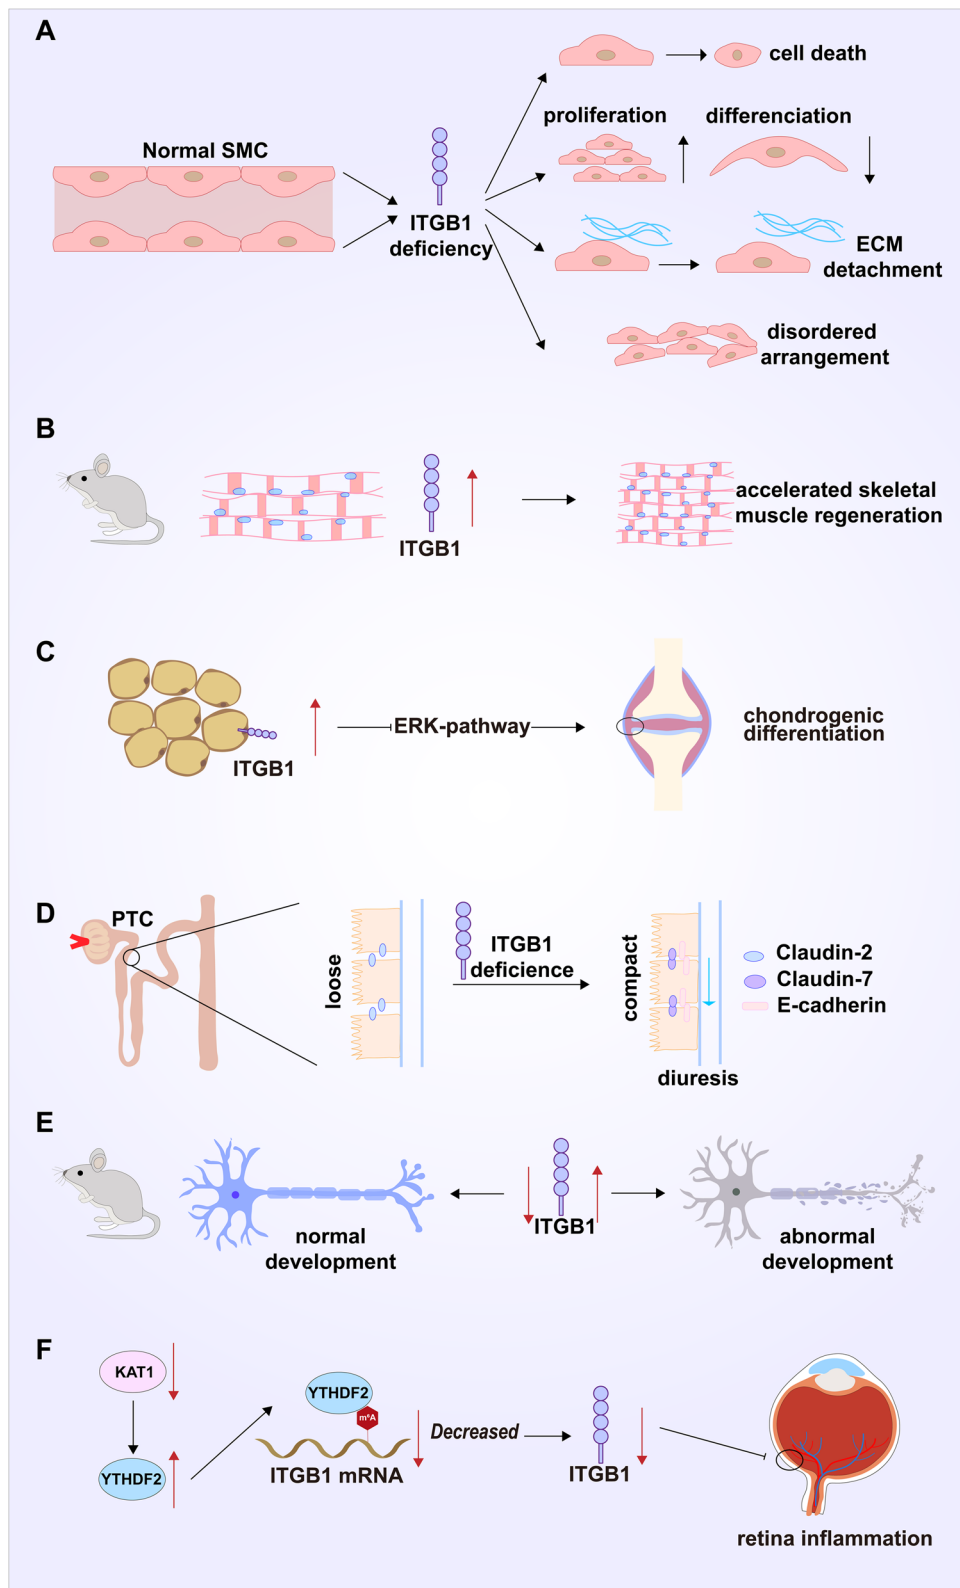 A
Normal SMC
ITGB1
deficiency
cell death
proliferation
differenciation
ECM
detachment
disordered
arrangement
B
ITGB1
accelerated skeletal
muscle regeneration
C
ITGB1
ERK-pathway
chondrogenic
differentiation
D
PTC
loose
ITGB1
deficience
compact
diuresis
Claudin-2
Claudin-7
E-cadherin
E
normal
development
ITGB1
abnormal
development
F
KAT1
YTHDF2
YTHDF2
m⁶A
ITGB1 mRNA
Decreased
ITGB1
retina inflammation